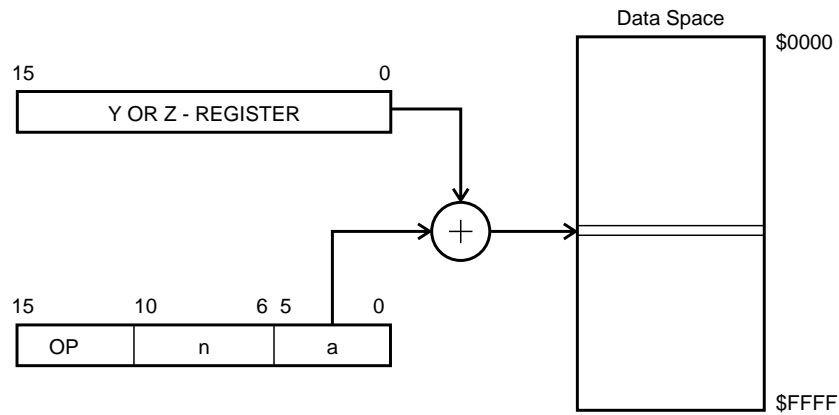 Data Space
$0000
15 0
Y OR Z - REGISTER
15 10 6 5 0
OP n a
$FFFF